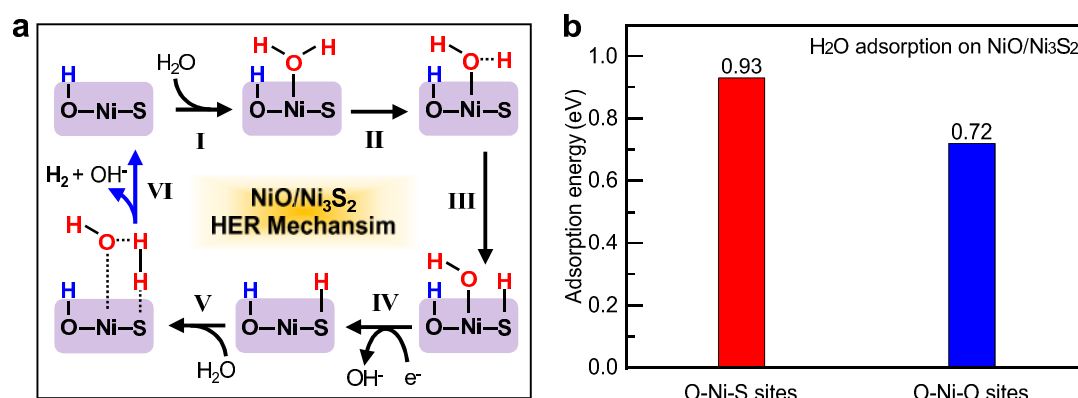 a
H
O—Ni—S
H₂O
I
H H
O
H
O—Ni—S
II
H
O···H
H
O—Ni—S
III
H₂ + OH⁻
VI
NiO/Ni₃S₂
HER Mechansim
H
O···H
H
H
O—Ni—S
V
H₂O
H H
O—Ni—S
IV
OH⁻ e⁻
H
O H
H
O—Ni—S
b
H₂O adsorption on NiO/Ni₃S₂
Adsorption energy (eV)
1.0
0.8
0.6
0.4
0.2
0.0
0.93
0.72
O-Ni-S sites
O-Ni-O sites